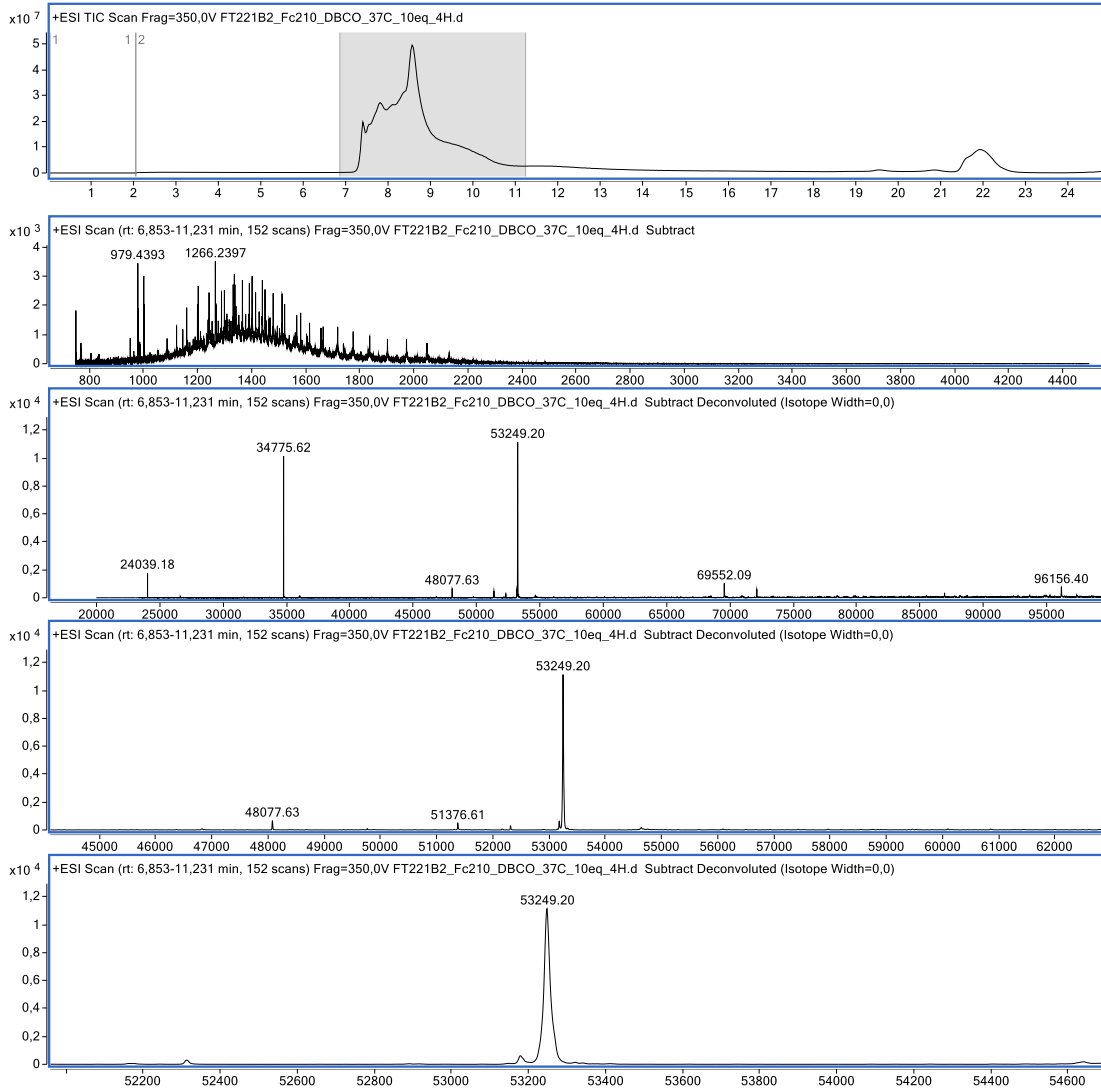 x10 7
+ESI TIC Scan Frag=350,0V FT221B2_Fc210_DBCO_37C_10eq_4H.d
1 1 2
5
4
3
2
1
0
1 2 3 4 5 6 7 8 9 10 11 12 13 14 15 16 17 18 19 20 21 22 23 24
x10 3
+ESI Scan (rt: 6,853-11,231 min, 152 scans) Frag=350,0V FT221B2_Fc210_DBCO_37C_10eq_4H.d Subtract
4
979.4393 1266.2397
3
2
1
0
800 1000 1200 1400 1600 1800 2000 2200 2400 2600 2800 3000 3200 3400 3600 3800 4000 4200 4400
x10 4
+ESI Scan (rt: 6,853-11,231 min, 152 scans) Frag=350,0V FT221B2_Fc210_DBCO_37C_10eq_4H.d Subtract Deconvoluted (Isotope Width=0,0)
1,2
53249.20
34775.62
1
0,8
0,6
0,4
24039.18
0,2
48077.63 69552.09 96156.40
0
20000 25000 30000 35000 40000 45000 50000 55000 60000 65000 70000 75000 80000 85000 90000 95000
x10 4
+ESI Scan (rt: 6,853-11,231 min, 152 scans) Frag=350,0V FT221B2_Fc210_DBCO_37C_10eq_4H.d Subtract Deconvoluted (Isotope Width=0,0)
1,2
53249.20
1
0,8
0,6
0,4
0,2
48077.63 51376.61
0
45000 46000 47000 48000 49000 50000 51000 52000 53000 54000 55000 56000 57000 58000 59000 60000 61000 62000
x10 4
+ESI Scan (rt: 6,853-11,231 min, 152 scans) Frag=350,0V FT221B2_Fc210_DBCO_37C_10eq_4H.d Subtract Deconvoluted (Isotope Width=0,0)
1,2
53249.20
1
0,8
0,6
0,4
0,2
0
52200 52400 52600 52800 53000 53200 53400 53600 53800 54000 54200 54400 54600